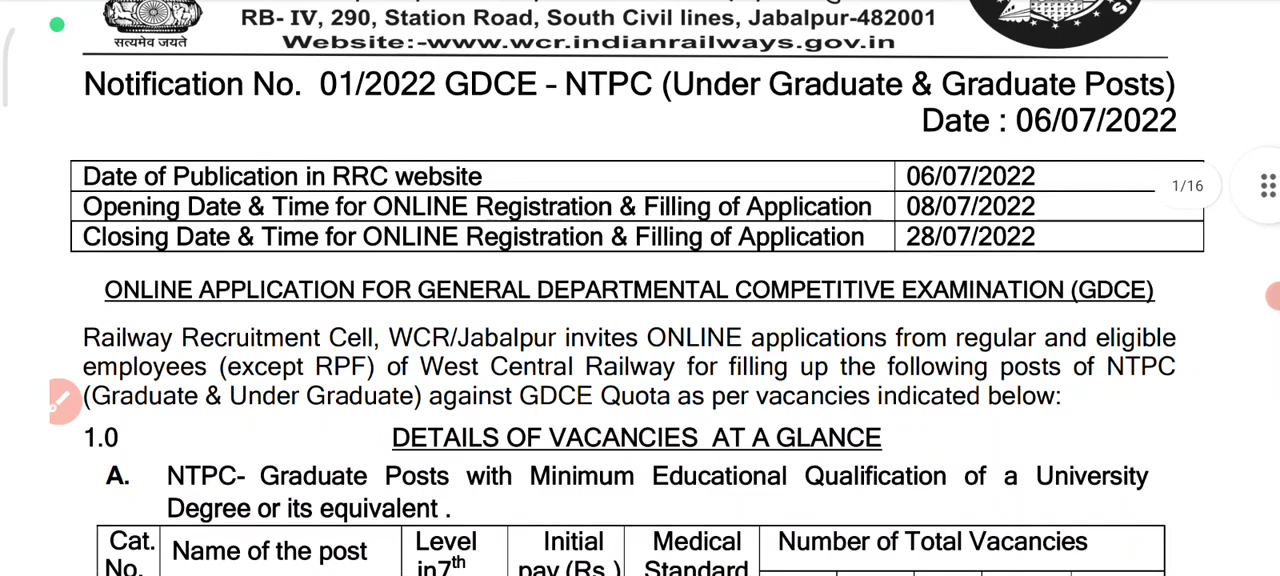 RB- IV, 290, Station Road, South Civil lines, Jabalpur-482001
सत्यमेव जयते
Website:-www.wcr.indianrailways.gov.in
Notification No. 01/2022 GDCE - NTPC (Under Graduate & Graduate Posts)
Date : 06/07/2022
Date of Publication in RRC website 06/07/2022
1/16
Opening Date & Time for ONLINE Registration & Filling of Application 08/07/2022
Closing Date & Time for ONLINE Registration & Filling of Application 28/07/2022
ONLINE APPLICATION FOR GENERAL DEPARTMENTAL COMPETITIVE EXAMINATION (GDCE)
Railway Recruitment Cell, WCR/Jabalpur invites ONLINE applications from regular and eligible
employees (except RPF) of West Central Railway for filling up the following posts of NTPC
(Graduate & Under Graduate) against GDCE Quota as per vacancies indicated below:
1.0 DETAILS OF VACANCIES AT A GLANCE
A. NTPC- Graduate Posts with Minimum Educational Qualification of a University
Degree or its equivalent .
Cat. Name of the post Level Initial Medical Number of Total Vacancies
No. in7th pay (Rs.) Standard